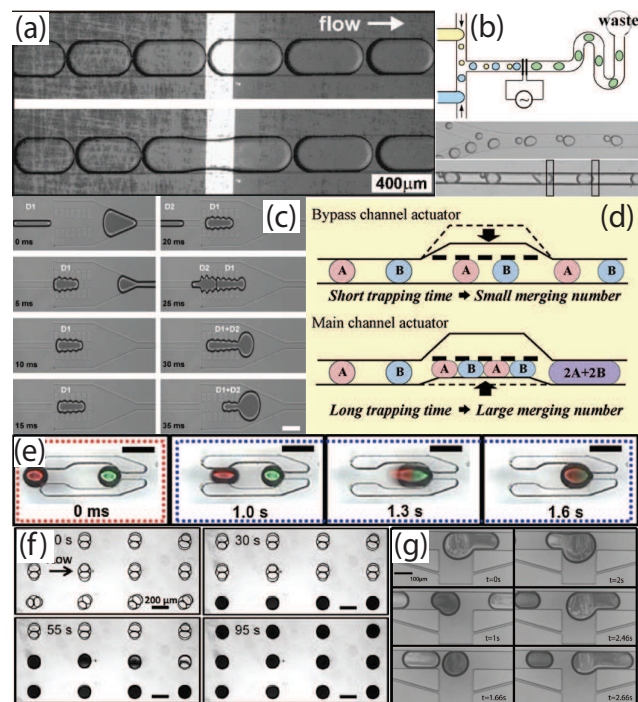 (a)
flow
400µm
(b)
waste
~
(c)
D1
0 ms
D2
D1
20 ms
D1
5 ms
D2 D1
25 ms
D1
10 ms
D1+D2
30 ms
D1
15 ms
D1+D2
35 ms
(d)
Bypass channel actuator
A B A B A B
Short trapping time ➡ Small merging number
Main channel actuator
A B A B A B 2A+2B
Long trapping time ➡ Large merging number
(e)
0 ms
1.0 s
1.3 s
1.6 s
(f)
0 s
200 µm
30 s
55 s
95 s
(g)
100µm
t=0s
t=2s
t=1s
t=2.46s
t=1.66s
t=2.66s